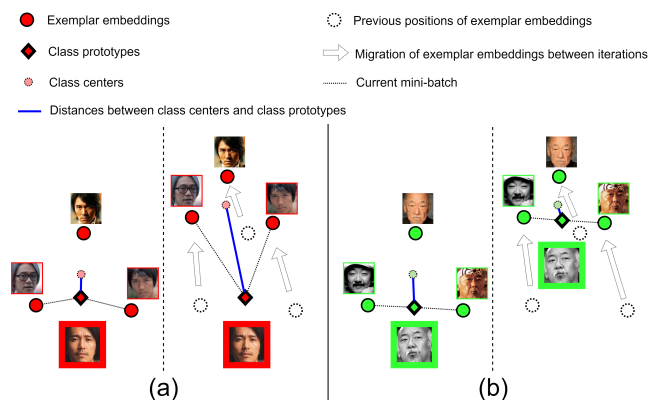 Exemplar embeddings
Previous positions of exemplar embeddings
Class prototypes
Migration of exemplar embeddings between iterations
Class centers
Current mini-batch
Distances between class centers and class prototypes
(a)
(b)